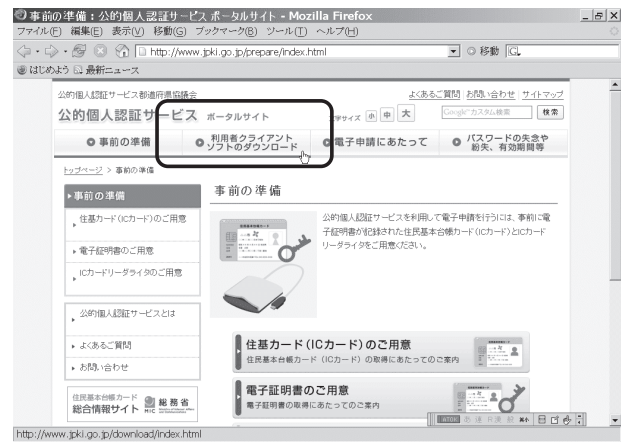 事前の準備：公的個人認証サービス ポータルサイト - Mozilla Firefox
ファイル(F) 編集(E) 表示(V) 移動(G) ブックマーク(B) ツール(T) ヘルプ(H)
http://www.jpki.go.jp/prepare/index.html 移動 G
はじめよう 最新ニュース
公的個人認証サービス都道府県協議会 よくあるご質問 お問い合わせ サイトマップ
公的個人認証サービス ポータルサイト 文字サイズ 小 中 大 Google カスタム検索 検索
事前の準備 利用者クライアント 電子申請にあたって パスワードの失念や
ソフトのダウンロード 紛失、有効期間等
トップページ > 事前の準備
事前の準備
住基カード(ICカード)のご用意
電子証明書のご用意
ICカードリーダライタのご用意
公的個人認証サービスとは
よくあるご質問
お問い合わせ
住民基本台帳カード
総合情報サイト MIC 総務省
事前の準備
公的個人認証サービスを利用して電子申請を行うには、事前に電
子証明書が記録された住民基本台帳カード(ICカード)とICカード
リーダライタをご用意ください。
住基カード(ICカード)のご用意
住民基本台帳カード（ICカード）の取得にあたってのご案内
電子証明書のご用意
電子証明書の取得にあたってのご案内
http://www.jpki.go.jp/download/index.html